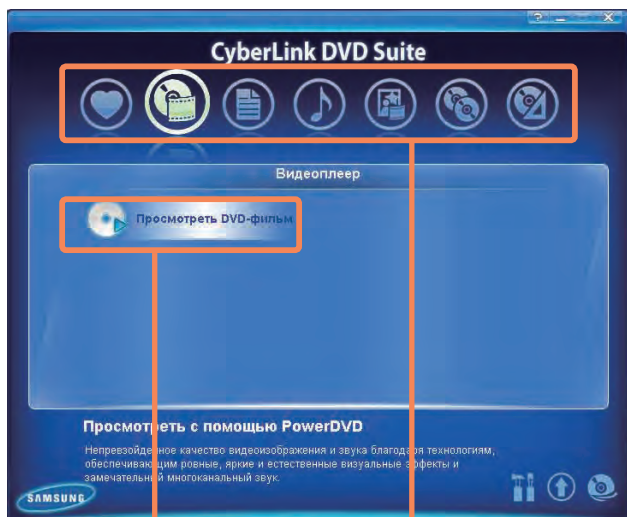 CyberLink DVD Suite
Видеоплеер
Просмотреть DVD-фильм
Просмотреть с помощью PowerDVD
Непревзойденное качество видеоизображения и звука благодаря технологиям,
обеспечивающим ровные, яркие и естественные визуальные эффекты и
замечательный многоканальный звук.
SAMSUNG